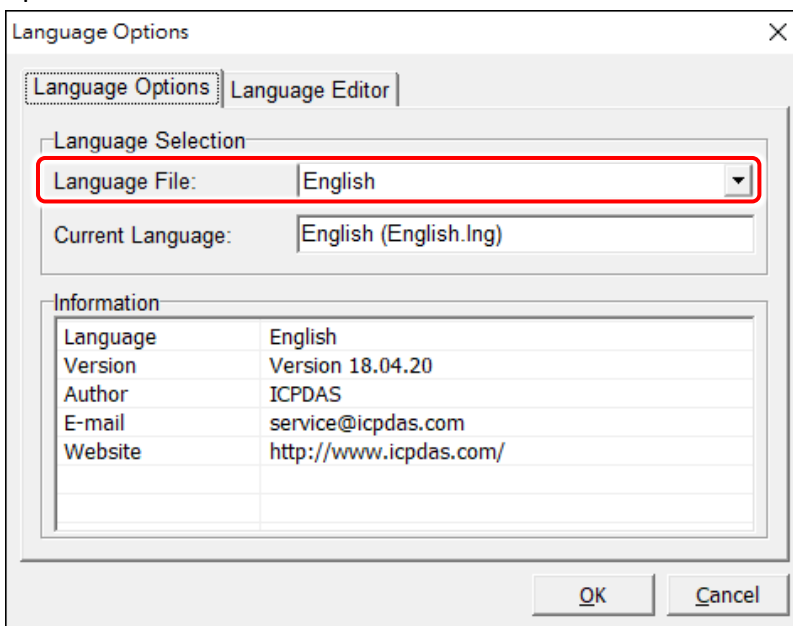 Language Options
Language Options Language Editor
Language Selection
Language File: English
Current Language: English (English.lng)
Information
Language English
Version Version 18.04.20
Author ICPDAS
E-mail service@icpdas.com
Website http://www.icpdas.com/
OK Cancel